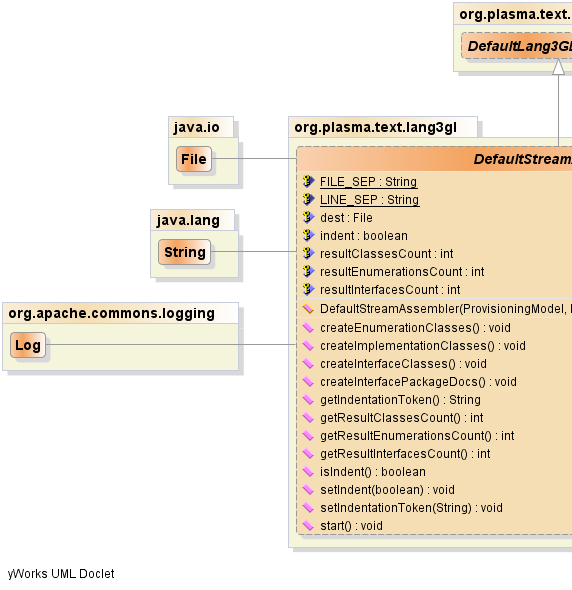 org.plasma.text.
DefaultLang3GL
java.io
File
org.plasma.text.lang3gl
DefaultStreamA
FILE_SEP : String
LINE_SEP : String
dest : File
indent : boolean
resultClassesCount : int
resultEnumerationsCount : int
resultInterfacesCount : int
java.lang
String
org.apache.commons.logging
Log
DefaultStreamAssembler(ProvisioningModel,
createEnumerationClasses() : void
createImplementationClasses() : void
createInterfaceClasses() : void
createInterfacePackageDocs() : void
getIndentationToken() : String
getResultClassesCount() : int
getResultEnumerationsCount() : int
getResultInterfacesCount() : int
isIndent() : boolean
setIndent(boolean) : void
setIndentationToken(String) : void
start() : void
yWorks UML Doclet